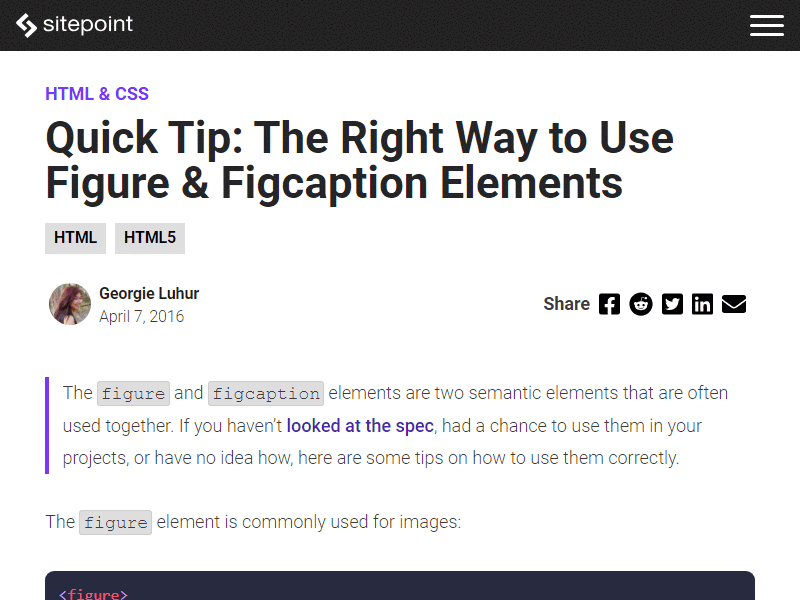 sitepoint
HTML & CSS
Quick Tip: The Right Way to Use
Figure & Figcaption Elements
HTML HTML5
Georgie Luhur
April 7, 2016
Share
The figure and figcaption elements are two semantic elements that are often
used together. If you haven’t looked at the spec, had a chance to use them in your
projects, or have no idea how, here are some tips on how to use them correctly.
The figure element is commonly used for images:
<figure>